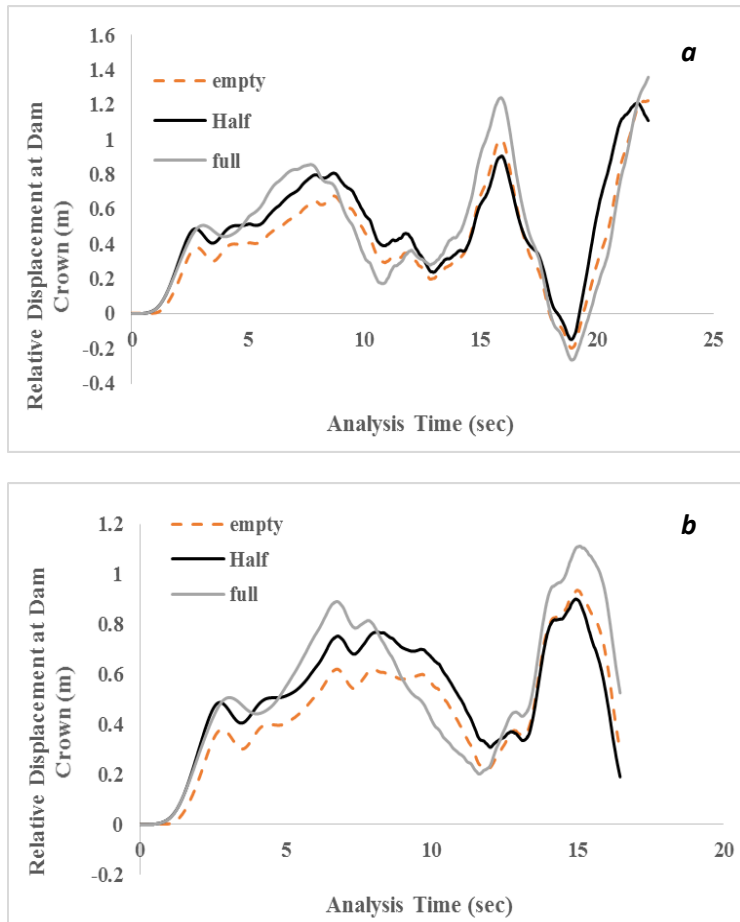 a
1.6
1.4
1.2
1
0.8
0.6
0.4
0.2
0
-0.2
-0.4
empty
Half
full
0 5 10 15 20 25
Relative Displacement at Dam
Crown (m)
Analysis Time (sec)
b
1.2
1
0.8
0.6
0.4
0.2
0
-0.2
empty
Half
full
0 5 10 15 20
Relative Displacement at Dam
Crown (m)
Analysis Time (sec)